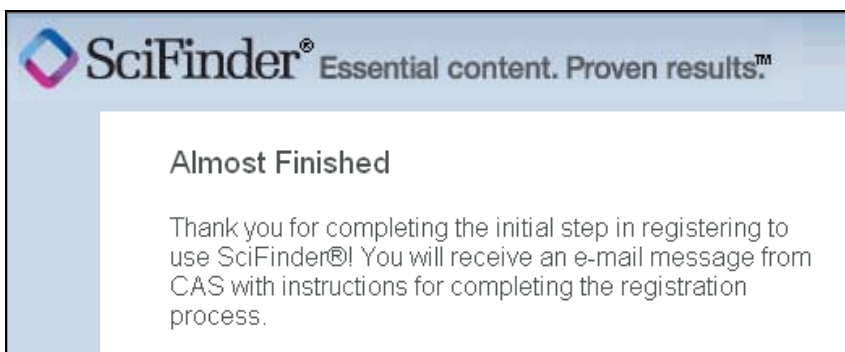 SciFinder® Essential content. Proven results.™
Almost Finished
Thank you for completing the initial step in registering to
use SciFinder®! You will receive an e-mail message from
CAS with instructions for completing the registration
process.